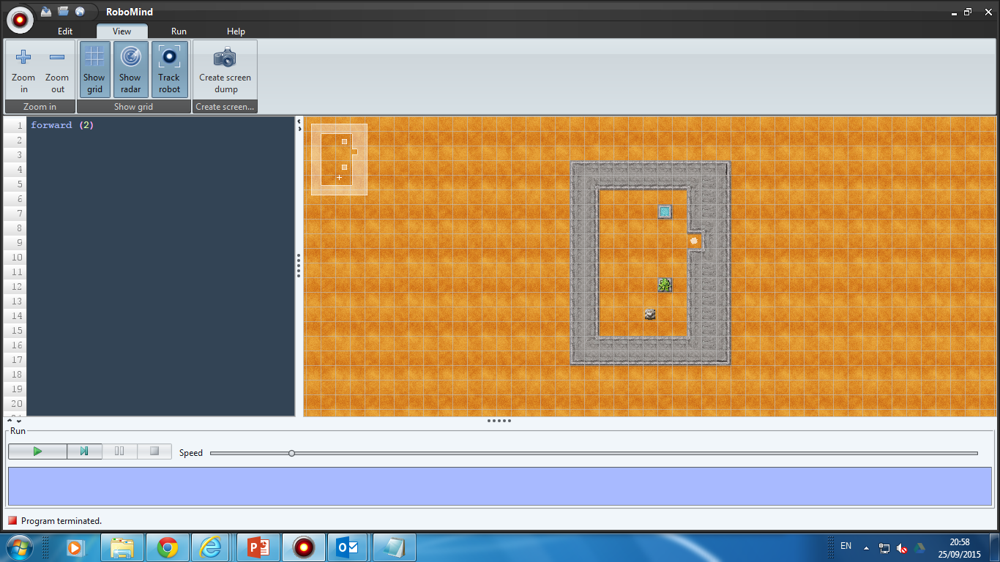 RoboMind
Edit View Run Help
Zoom in Zoom out Show grid Show radar Track robot Create screen dump
Zoom in Show grid Create screen...
1 forward (2)
2
3
4
5
6
7
8
9
10
11
12
13
14
15
16
17
18
19
20
Run
Speed
Program terminated.
EN 20:58
25/09/2015